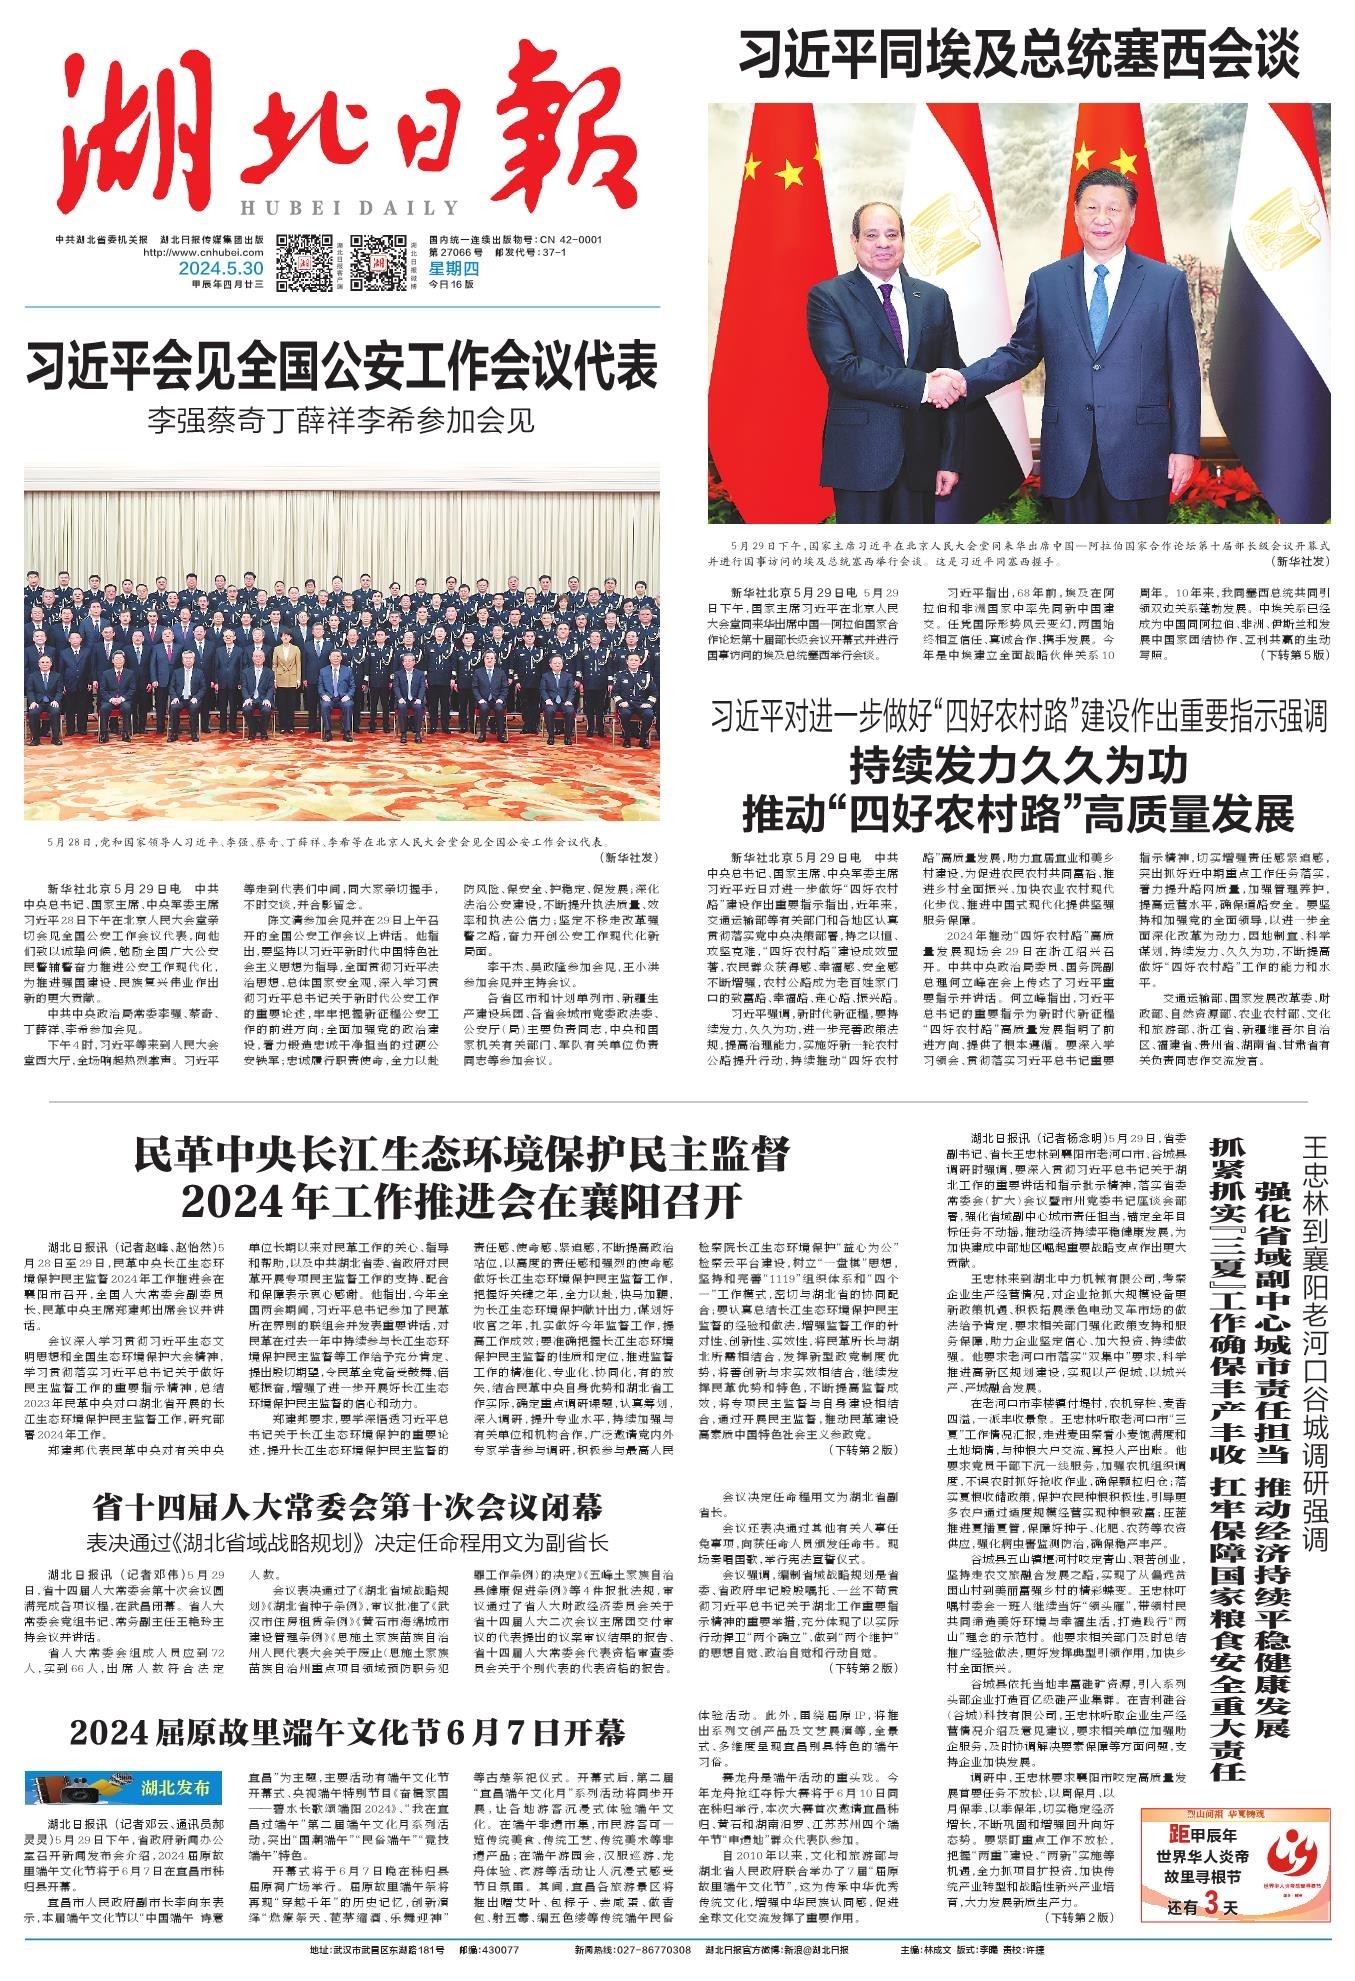 湖北日報
HUBEI DAILY
中共湖北省委机关报 湖北日报传媒集团出版
http://www.cnhubei.com
2024.5.30
甲辰年四月廿三
湖北日报客户端
湖北日报微博
国内统一连续出版物号：CN 42-0001
第27066号 邮发代号：37-1
星期四
今日16版
习近平同埃及总统塞西会谈
5月29日下午，国家主席习近平在北京人民大会堂同来华出席中国—阿拉伯国家合作论坛第十届部长级会议开幕式
并进行国事访问的埃及总统塞西举行会谈。这是习近平同塞西握手。
（新华社发）
新华社北京5月29日电 5月29
日下午，国家主席习近平在北京人民
大会堂同来华出席中国—阿拉伯国家合
作论坛第十届部长级会议开幕式并进行
国事访问的埃及总统塞西举行会谈。
习近平指出，68年前，埃及在阿
拉伯和非洲国家中率先同新中国建
交。任凭国际形势风云变幻，两国始
终相互信任、真诚合作、携手发展。今
年是中埃建立全面战略伙伴关系10
周年。10年来，我同塞西总统共同引
领双边关系蓬勃发展。中埃关系已经
成为中国同阿拉伯、非洲、伊斯兰和发
展中国家团结协作、互利共赢的生动
写照。 （下转第5版）
习近平会见全国公安工作会议代表
李强蔡奇丁薛祥李希参加会见
5月28日，党和国家领导人习近平、李强、蔡奇、丁薛祥、李希等在北京人民大会堂会见全国公安工作会议代表。
（新华社发）
新华社北京5月29日电 中共
中央总书记、国家主席、中央军委主席
习近平28日下午在北京人民大会堂亲
切会见全国公安工作会议代表，向他
们致以诚挚问候，勉励全国广大公安
民警辅警奋力推进公安工作现代化，
为推进强国建设、民族复兴伟业作出
新的更大贡献。
中共中央政治局常委李强、蔡奇、
丁薛祥、李希参加会见。
下午4时，习近平等来到人民大会
堂西大厅，全场响起热烈掌声。习近平
等走到代表们中间，同大家亲切握手，
不时交谈，并合影留念。
陈文清参加会见并在29日上午召
开的全国公安工作会议上讲话。他指
出，要坚持以习近平新时代中国特色社
会主义思想为指导，全面贯彻习近平法
治思想、总体国家安全观，深入学习贯
彻习近平总书记关于新时代公安工作
的重要论述，牢牢把握新征程公安工
作的前进方向；全面加强党的政治建
设，着力锻造忠诚干净担当的过硬公
安铁军；忠诚履行职责使命，全力以赴
防风险、保安全、护稳定、促发展；深化
法治公安建设，不断提升执法质量、效
率和执法公信力；坚定不移走改革强
警之路，奋力开创公安工作现代化新
局面。
李干杰、吴政隆参加会见，王小洪
参加会见并主持会议。
各省区市和计划单列市、新疆生
产建设兵团、各省会城市党委政法委、
公安厅（局）主要负责同志，中央和国
家机关有关部门、军队有关单位负责
同志等参加会议。
习近平对进一步做好“四好农村路”建设作出重要指示强调
持续发力久久为功
推动“四好农村路”高质量发展
新华社北京5月29日电 中共
中央总书记、国家主席、中央军委主席
习近平近日对进一步做好“四好农村
路”建设作出重要指示指出，近年来，
交通运输部等有关部门和各地区认真
贯彻落实党中央决策部署，持之以恒、
攻坚克难，“四好农村路”建设成效显
著，农民群众获得感、幸福感、安全感
不断增强，农村公路成为老百姓家门
口的致富路、幸福路、连心路、振兴路。
习近平强调，新时代新征程，要持
续发力，久久为功，进一步完善政策法
规，提高治理能力，实施好新一轮农村
公路提升行动，持续推动“四好农村
路”高质量发展，助力宜居宜业和美乡
村建设，为促进农民农村共同富裕、推
进乡村全面振兴、加快农业农村现代
化步伐、推进中国式现代化提供坚强
服务保障。
2024年推动“四好农村路”高质
量发展现场会29日在浙江绍兴召
开。中共中央政治局委员、国务院副
总理何立峰在会上传达了习近平重
要指示并讲话。何立峰指出，习近平
总书记的重要指示为新时代新征程
“四好农村路”高质量发展指明了前
进方向、提供了根本遵循。要深入学
习领会、贯彻落实习近平总书记重要
指示精神，切实增强责任感紧迫感，
突出抓好近中期重点工作任务落实，
着力提升路网质量，加强管理养护，
提高运营水平，确保道路安全。要坚
持和加强党的全面领导，以进一步全
面深化改革为动力，因地制宜、科学
谋划，持续发力、久久为功，不断提高
做好“四好农村路”工作的能力和水
平。
交通运输部、国家发展改革委、财
政部、自然资源部、农业农村部、文化
和旅游部、浙江省、新疆维吾尔自治
区、福建省、贵州省、湖南省、甘肃省有
关负责同志作交流发言。
民革中央长江生态环境保护民主监督
2024年工作推进会在襄阳召开
湖北日报讯（记者赵峰、赵怡然）5
月28日至29日，民革中央长江生态环
境保护民主监督2024年工作推进会在
襄阳市召开，全国人大常委会副委员
长、民革中央主席郑建邦出席会议并讲
话。
会议深入学习贯彻习近平生态文
明思想和全国生态环境保护大会精神，
学习贯彻落实习近平总书记关于做好
民主监督工作的重要指示精神，总结
2023年民革中央对口湖北省开展的长
江生态环境保护民主监督工作，研究部
署2024年工作。
郑建邦代表民革中央对有关中央
单位长期以来对民革工作的关心、指导
和帮助，以及中共湖北省委、省政府对民
革开展专项民主监督工作的支持、配合
和保障表示衷心感谢。他指出，今年全
国两会期间，习近平总书记参加了民革
所在界别的联组会并发表重要讲话，对
民革在过去一年中持续参与长江生态环
境保护民主监督等工作给予充分肯定、
提出殷切期望，令民革全党备受鼓舞、倍
感振奋，增强了进一步开展好长江生态
环境保护民主监督的信心和动力。
郑建邦要求，要学深悟透习近平总
书记关于长江生态环境保护的重要论
述，提升长江生态环境保护民主监督的
责任感、使命感、紧迫感，不断提高政治
站位，以高度的责任感和强烈的使命感
做好长江生态环境保护民主监督工作，
把握好关键之年，全力以赴，快马加鞭，
为长江生态环境保护献计出力，谋划好
收官之年，扎实做好今年监督工作，提
高工作成效；要准确把握长江生态环境
保护民主监督的性质和定位，推进监督
工作的精准化、专业化、协同化，有的放
矢，结合民革中央自身优势和湖北省工
作实际，确定重点调研课题，认真筹划，
深入调研，提升专业水平，持续加强与
有关单位和机构合作，广泛邀请党内外
专家学者参与调研，积极参与最高人民
检察院长江生态环境保护“益心为公”
检察云平台建设，树立“一盘棋”思想，
坚持和完善“1119”组织体系和“四个
一”工作模式，密切与湖北省的协同配
合；要认真总结长江生态环境保护民主
监督的经验和做法，增强监督工作的针
对性、创新性、实效性，将民革所长与湖
北所需相结合，发挥新型政党制度优
势，将善创新与求实效相结合，继续发
挥民革优势和特色，不断提高监督成
效，将专项民主监督与自身建设相结
合，通过开展民主监督，推动民革建设
高素质中国特色社会主义参政党。
（下转第2版）
省十四届人大常委会第十次会议闭幕
表决通过《湖北省域战略规划》 决定任命程用文为副省长
湖北日报讯（记者邓伟）5月29
日，省十四届人大常委会第十次会议圆
满完成各项议程，在武昌闭幕。省人大
常委会党组书记、常务副主任王艳玲主
持会议并讲话。
省人大常委会组成人员应到72
人，实到66人，出席人数符合法定
人数。
会议表决通过了《湖北省域战略规
划》《湖北省种子条例》，审议批准了《武
汉市住房租赁条例》《黄石市海绵城市
建设管理条例》《恩施土家族苗族自治
州人民代表大会关于废止〈恩施土家族
苗族自治州重点项目领域预防职务犯
罪工作条例〉的决定》《五峰土家族自治
县健康促进条例》等4件报批法规，审
议通过了省人大财政经济委员会关于
省十四届人大二次会议主席团交付审
议的代表提出的议案审议结果的报告、
省十四届人大常委会代表资格审查委
员会关于个别代表的代表资格的报告。
会议决定任命程用文为湖北省副
省长。
会议还表决通过其他有关人事任
免事项，向获任命人员颁发任命书。现
场奏唱国歌，举行宪法宣誓仪式。
会议强调，编制省域战略规划是省
委、省政府牢记殷殷嘱托、一丝不苟贯
彻习近平总书记关于湖北工作重要指
示精神的重要举措，充分体现了以实际
行动捍卫“两个确立”、做到“两个维护”
的思想自觉、政治自觉和行动自觉。
（下转第2版）
2024屈原故里端午文化节6月7日开幕
湖北发布
湖北日报讯（记者邓云、通讯员郝
灵灵）5月29日下午，省政府新闻办公
室召开新闻发布会介绍，2024屈原故
里端午文化节将于6月7日在宜昌市秭
归县开幕。
宜昌市人民政府副市长李向东表
示，本届端午文化节以“中国端午 诗意
宜昌”为主题，主要活动有端午文化节
开幕式、央视端午特别节目《奋楫家国
——碧水长歌颂端阳2024》、“我在宜
昌过端午”第二届端午文化月系列活
动，突出“国潮端午”“民俗端午”“竞技
端午”特色。
开幕式将于6月7日晚在秭归县
屈原祠广场举行。屈原故里端午祭将
再现“穿越千年”的历史记忆，创新演
绎“燃燎祭天、苞茅缩酒、乐舞迎神”
等古楚祭祀仪式。开幕式后，第二届
“宜昌端午文化月”系列活动将同步开
展，让各地游客沉浸式体验端午文
化。在端午非遗市集，市民游客可一
览传统美食、传统工艺、传统美术等非
遗产品；在端午游园会，汉服巡游、龙
舟体验、夜游等活动让人沉浸式感受
节日氛围。其间，宜昌各旅游景区将
推出赠艾叶、包粽子、尝咸蛋、做香
包、射五毒、编五色缕等传统端午民俗
体验活动。此外，围绕屈原IP，将推
出系列文创产品及文艺展演等，全景
式、多维度呈现宜昌别具特色的端午
习俗。
赛龙舟是端午活动的重头戏。今
年龙舟抢红夺标大赛将于6月10日同
在秭归举行，本次大赛首次邀请宜昌秭
归、黄石和湖南汨罗、江苏苏州四个端
午节“申遗地”群众代表队参加。
自2010年以来，文化和旅游部与
湖北省人民政府联合举办了7届“屈原
故里端午文化节”，这为传承中华优秀
传统文化，增强中华民族认同感，促进
全球文化交流发挥了重要作用。
王忠林到襄阳老河口谷城调研强调
强化省域副中心城市责任担当 推动经济持续平稳健康发展
抓紧抓实『三夏』工作确保丰产丰收 扛牢保障国家粮食安全重大责任
湖北日报讯（记者杨念明）5月29日，省委
副书记、省长王忠林到襄阳市老河口市、谷城县
调研时强调，要深入贯彻习近平总书记关于湖
北工作的重要讲话和指示批示精神，落实省委
常委会（扩大）会议暨市州党委书记座谈会部
署，强化省域副中心城市责任担当，锚定全年目
标任务不动摇，推动经济持续平稳健康发展，为
加快建成中部地区崛起重要战略支点作出更大
贡献。
王忠林来到湖北中力机械有限公司，考察
企业生产经营情况，对企业抢抓大规模设备更
新政策机遇、积极拓展绿色电动叉车市场的做
法给予肯定，要求相关部门强化政策支持和服
务保障，助力企业坚定信心、加大投资、持续做
强。他要求老河口市落实“双集中”要求，科学
推进高新区规划建设，实现以产促城、以城兴
产、产城融合发展。
在老河口市李楼镇付堤村，农机穿梭，麦香
四溢，一派丰收景象。王忠林听取老河口市“三
夏”工作情况汇报，走进麦田察看小麦饱满度和
土地墒情，与种粮大户交流、算投入产出账。他
要求党员干部下沉一线服务，加强农机组织调
度，不误农时抓好抢收作业，确保颗粒归仓；落
实夏粮收储政策，保护农民种粮积极性，引导更
多农户通过适度规模经营实现种粮致富；压茬
推进夏播夏管，保障好种子、化肥、农药等农资
供应，强化病虫害监测防治，确保稳产丰产。
谷城县五山镇堰河村咬定青山、艰苦创业，
坚持走农文旅融合发展之路，实现了从偏远贫
困山村到美丽富强乡村的精彩蝶变。王忠林叮
嘱村委会一班人继续当好“领头雁”，带领村民
共同缔造美好环境与幸福生活，打造践行“两
山”理念的示范村。他要求相关部门及时总结
推广经验做法，更好发挥典型引领作用，加快乡
村全面振兴。
谷城县依托当地丰富硅矿资源，引入系列
头部企业打造百亿级硅产业集群。在吉利硅谷
（谷城）科技有限公司，王忠林听取企业生产经
营情况介绍及意见建议，要求相关单位加强助
企服务，及时协调解决要素保障等方面问题，支
持企业加快发展。
调研中，王忠林要求襄阳市咬定高质量发
展首要任务不放松，以周保月、以
月保季、以季保年，切实稳定经济
增长，不断巩固和增强回升向好
态势。要紧盯重点工作不放松，
把握“两重”建设、“两新”实施等
机遇，全力抓项目扩投资，加快传
统产业转型和战略性新兴产业培
育，大力发展新质生产力。
（下转第2版）
烈山问祖 华夏铸魂
距甲辰年
世界华人炎帝
故里寻根节
还有3天
世界华人炎帝故里寻根节
地址：武汉市武昌区东湖路181号 邮编：430077 新闻热线：027-86770308 湖北日报官方微博：新浪@湖北日报 主编：林成文 版式：李曦 责校：许建